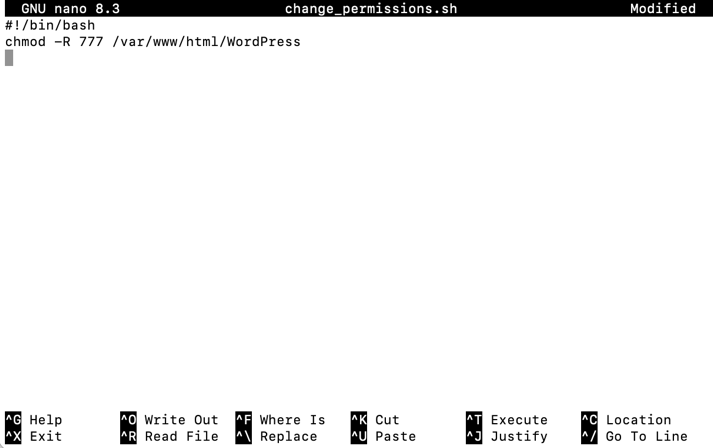 GNU nano 8.3 change_permissions.sh Modified
#!/bin/bash
chmod -R 777 /var/www/html/WordPress
^G Help ^O Write Out ^F Where Is ^K Cut ^T Execute ^C Location
^X Exit ^R Read File ^\ Replace ^U Paste ^J Justify ^/ Go To Line